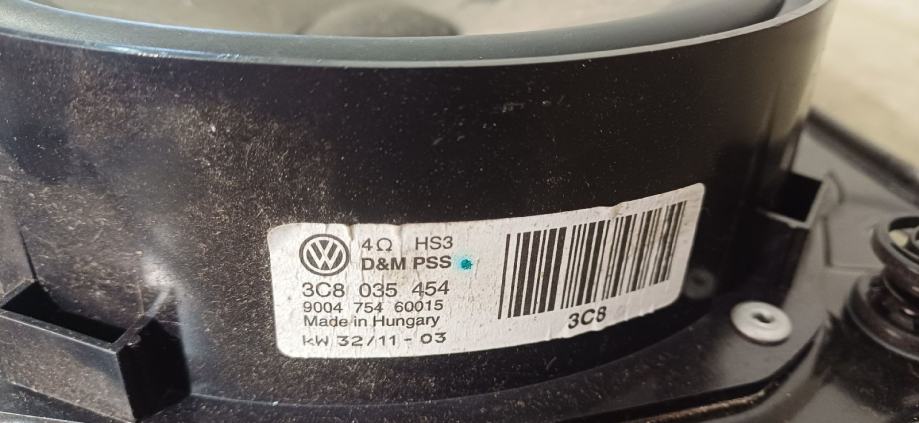 4Ω HS3
D&M PSS
3C8 035 454
9004 754 60015
Made in Hungary
kW 32/11 - 03
3C8